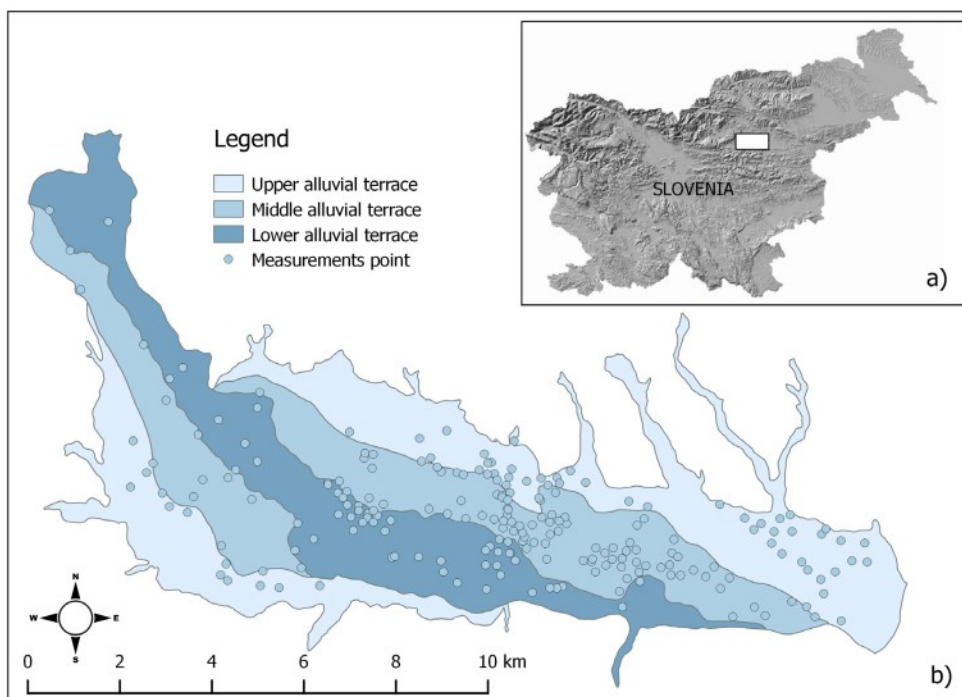 Legend
Upper alluvial terrace
Middle alluvial terrace
Lower alluvial terrace
Measurements point
SLOVENIA
a)
N
W E
S
0 2 4 6 8 10 km
b)